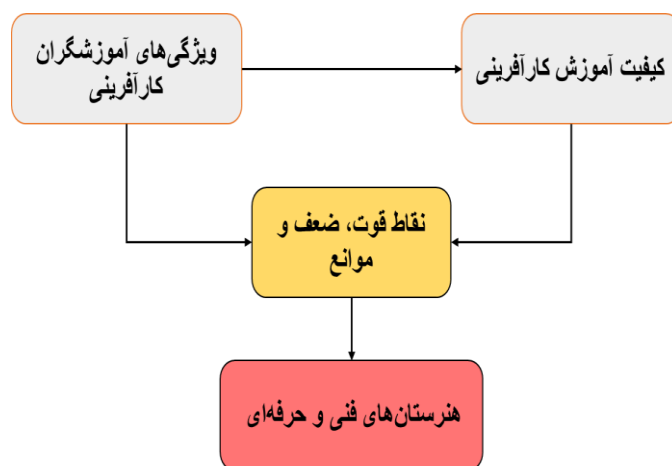 ویژگی‌های آموزشگران
کارآفرینی
کیفیت آموزش کارآفرینی
نقاط قوت، ضعف و
موانع
هنرستان‌های فنی و حرفه‌ای